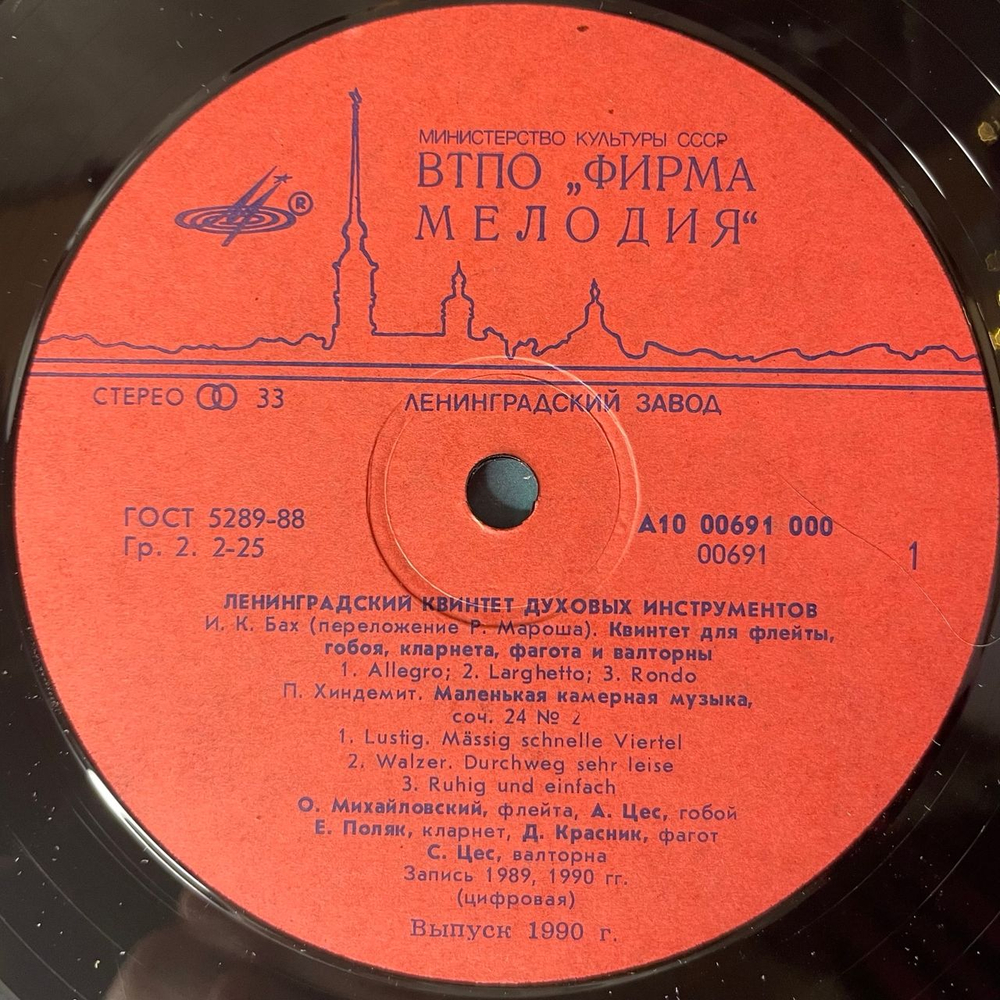 МИНИСТЕРСТВО КУЛЬТУРЫ СССР
ВТПО „ФИРМА
МЕЛОДИЯ“
®
СТЕРЕО 33
ЛЕНИНГРАДСКИЙ ЗАВОД
ГОСТ 5289-88
Гр. 2. 2-25
А10 00691 000
00691
1
ЛЕНИНГРАДСКИЙ КВИНТЕТ ДУХОВЫХ ИНСТРУМЕНТОВ
И. К. Бах (переложение Р. Мароша). Квинтет для флейты,
гобоя, кларнета, фагота и валторны
1. Allegro; 2. Larghetto; 3. Rondo
П. Хиндемит. Маленькая камерная музыка,
соч. 24 № 2
1. Lustig. Mässig schnelle Viertel
2. Walzer. Durchweg sehr leise
3. Ruhig und einfach
О. Михайловский, флейта, А. Цес, гобой
Е. Поляк, кларнет, Д. Красник, фагот
С. Цес, валторна
Запись 1989, 1990 гг.
(цифровая)
Выпуск 1990 г.